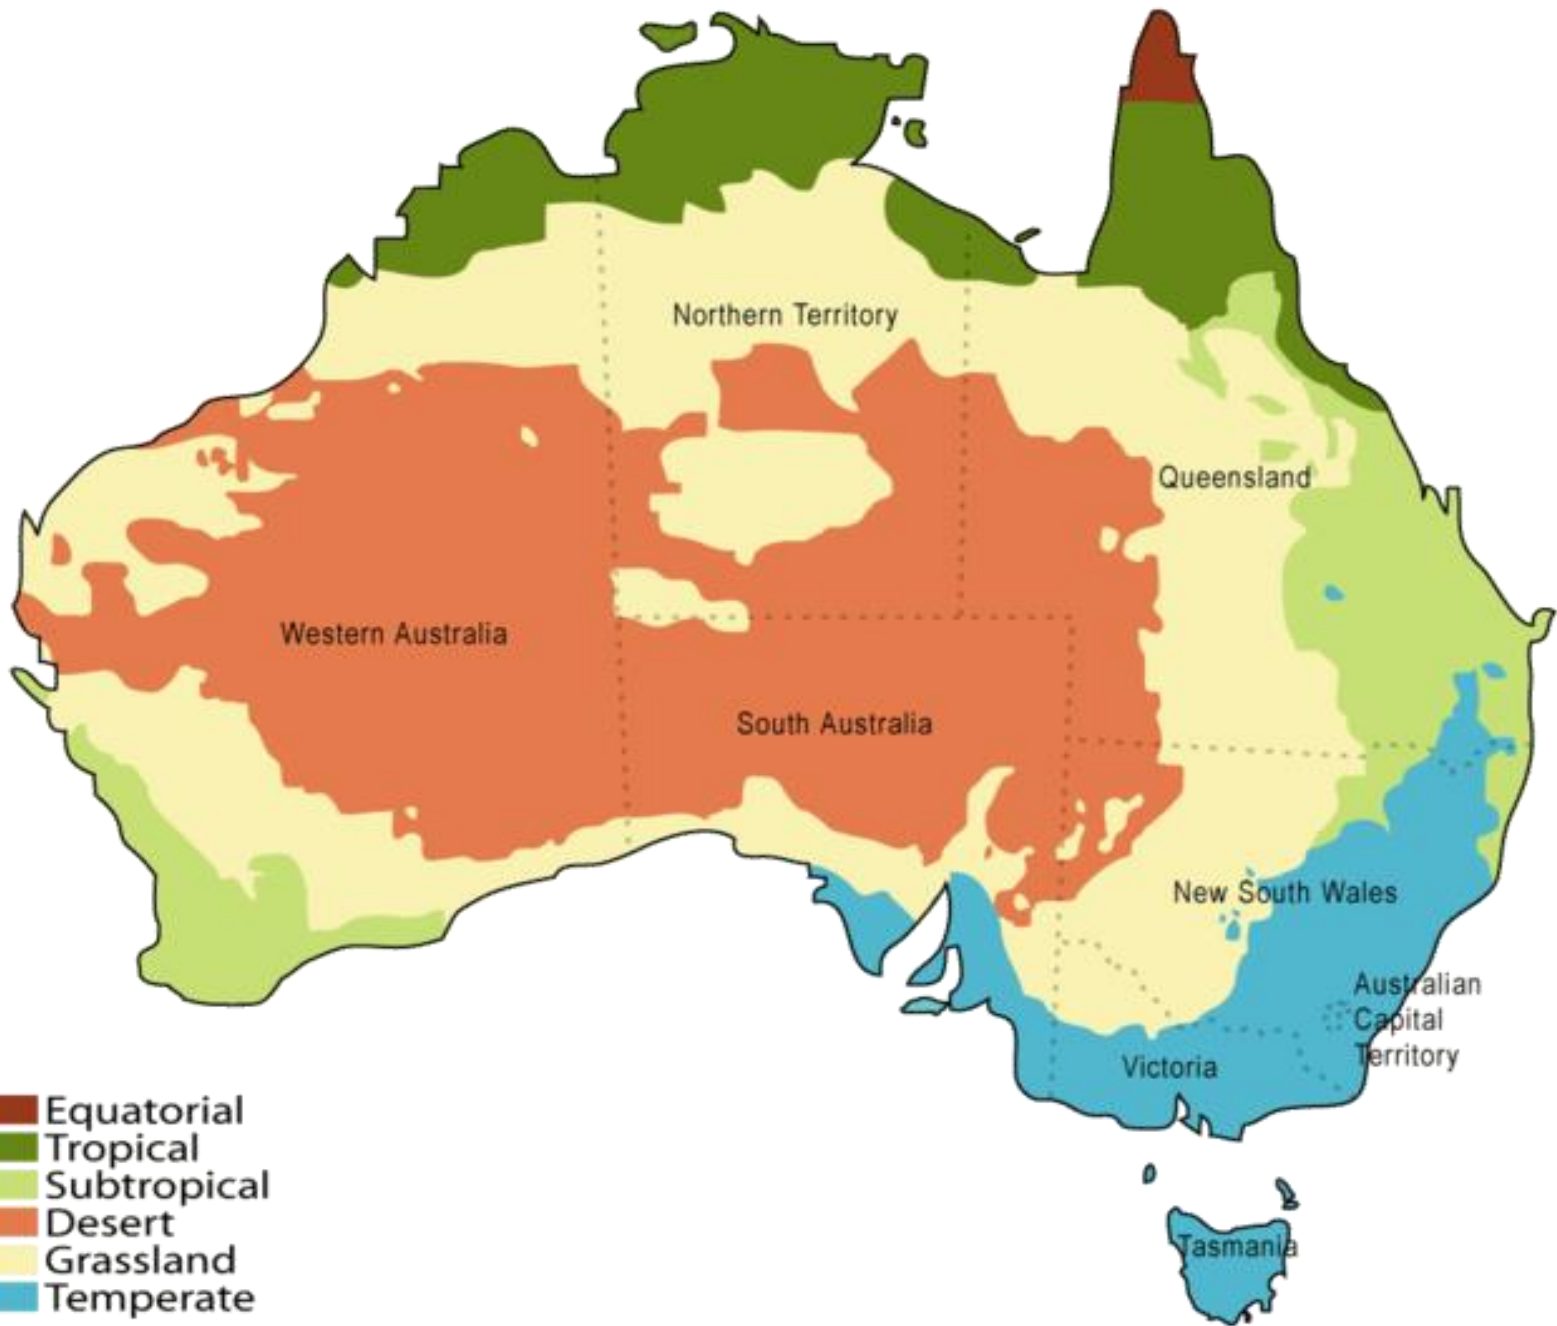 Northern Territory
Queensland
Western Australia
South Australia
New South Wales
Australian
Capital
Territory
Victoria
Tasmania
Equatorial
Tropical
Subtropical
Desert
Grassland
Temperate